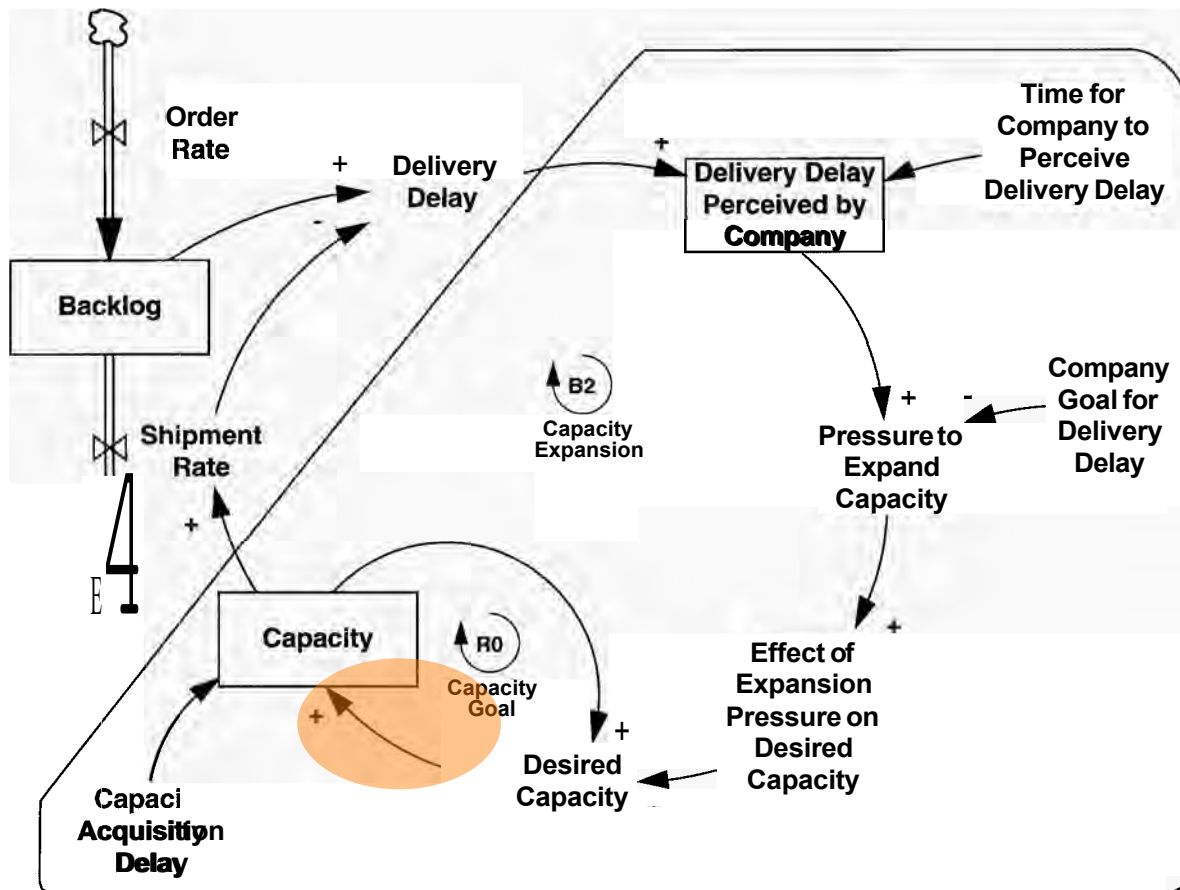 Order
Rate
+
Delivery
Delay
-
+
Delivery Delay
Perceived by
Company
Time for
Company to
Perceive
Delivery Delay
Backlog
B2
Capacity
Expansion
+
-
Company
Goal for
Delivery
Delay
Pressure to
Expand
Capacity
Shipment
Rate
+
E
Capacity
R0
Capacity
Goal
+
+
Effect of
Expansion
Pressure on
Desired
Capacity
+
Desired
Capacity
Capaci
Acquisition
Delay